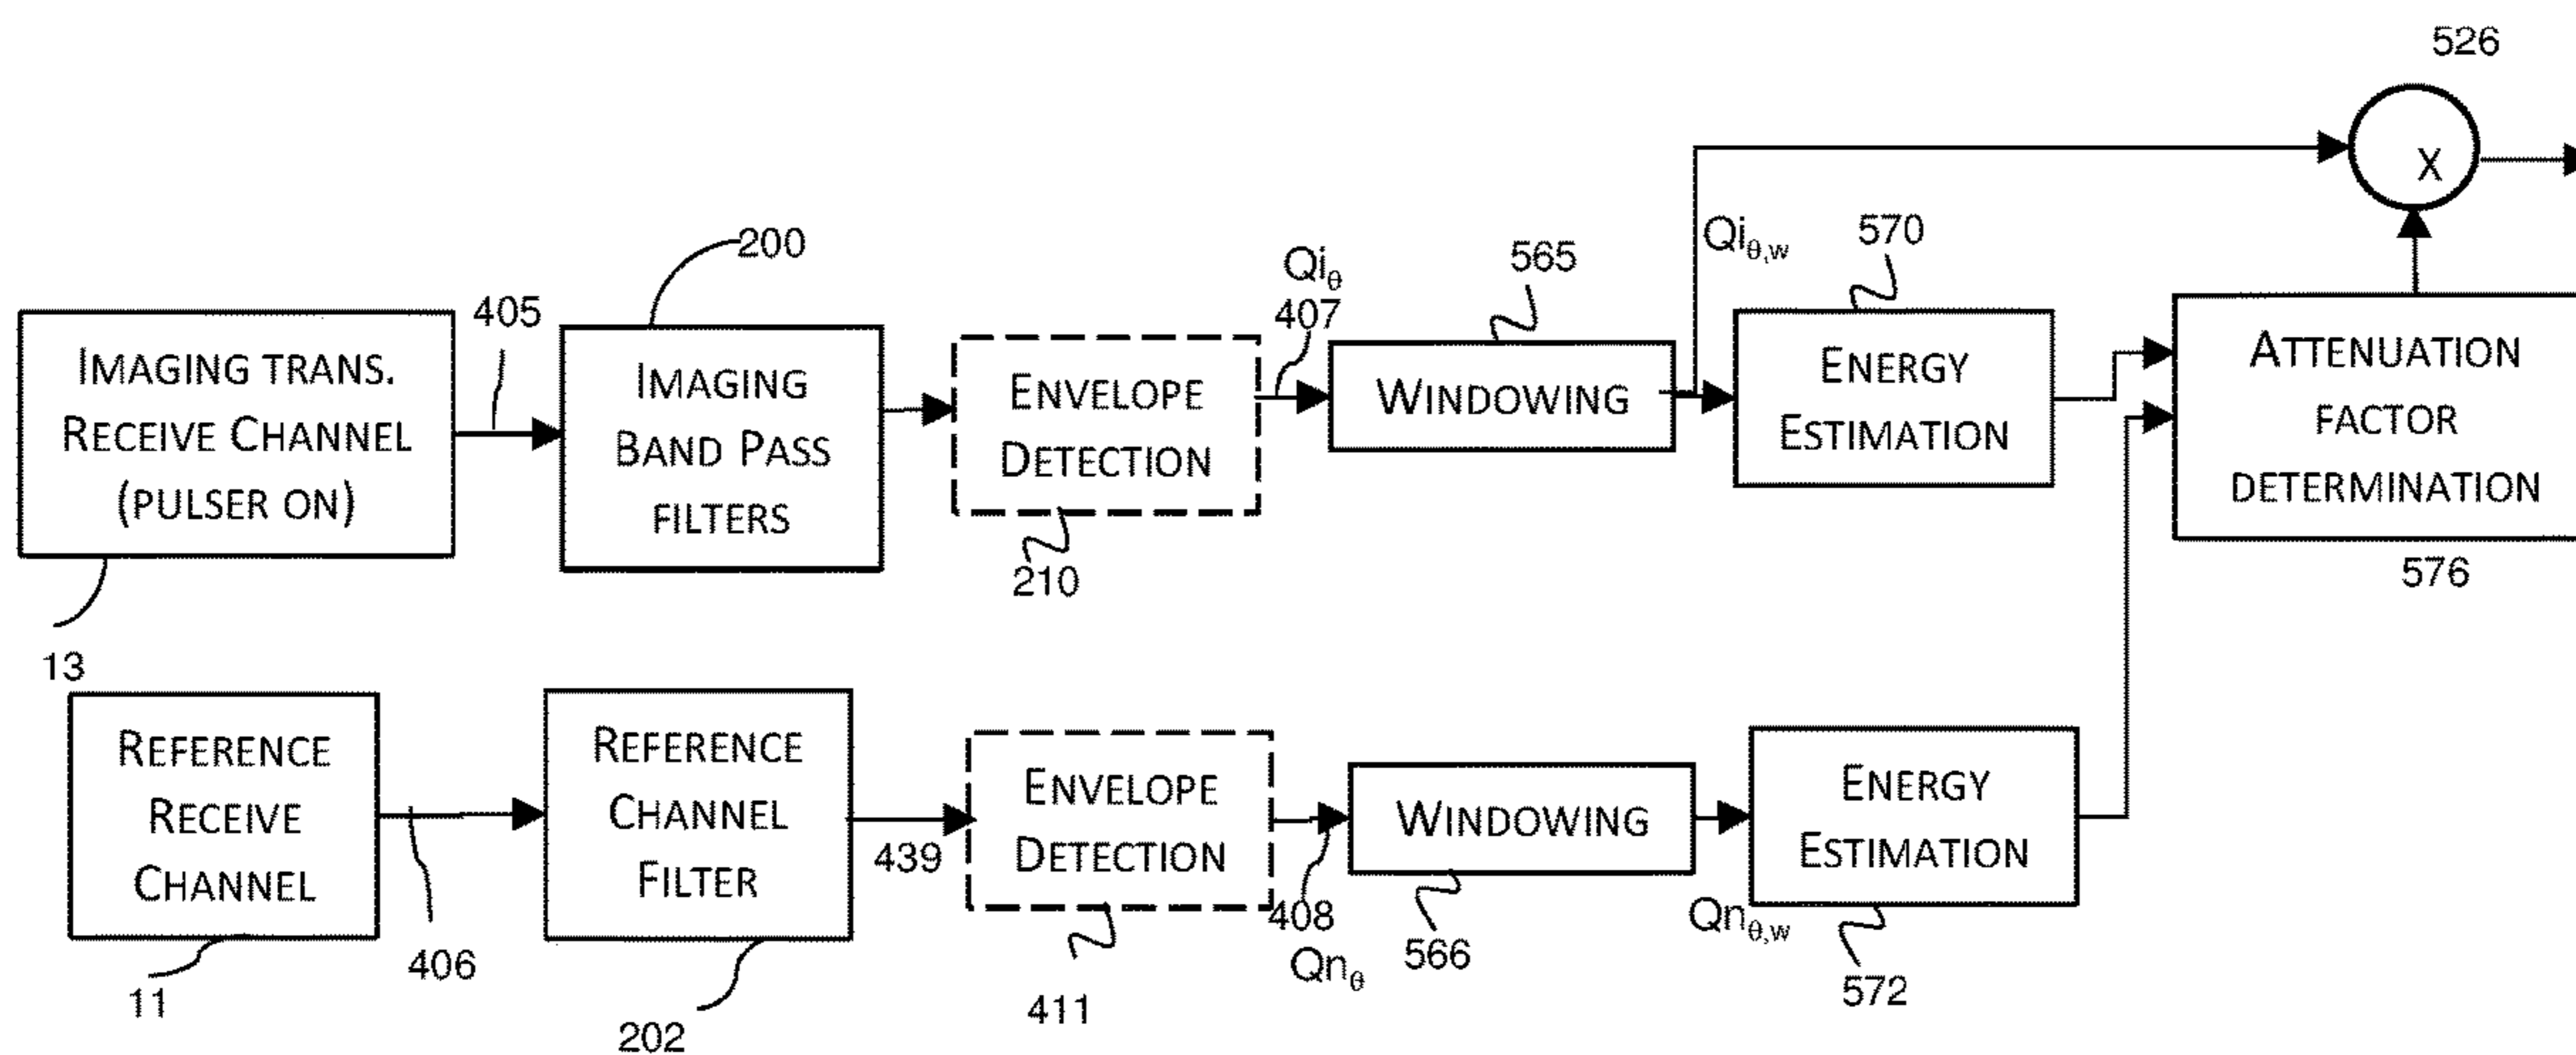 526
X
200
405
Qiθ
407
565
Qiθ,w
570
IMAGING TRANS.
RECEIVE CHANNEL
(PULSER ON)
IMAGING
BAND PASS
FILTERS
ENVELOPE
DETECTION
WINDOWING
ENERGY
ESTIMATION
ATTENUATION
FACTOR
DETERMINATION
13
210
576
REFERENCE
RECEIVE
CHANNEL
REFERENCE
CHANNEL
FILTER
439
ENVELOPE
DETECTION
WINDOWING
ENERGY
ESTIMATION
11
406
202
411
408
Qnθ
566
Qnθ,w
572